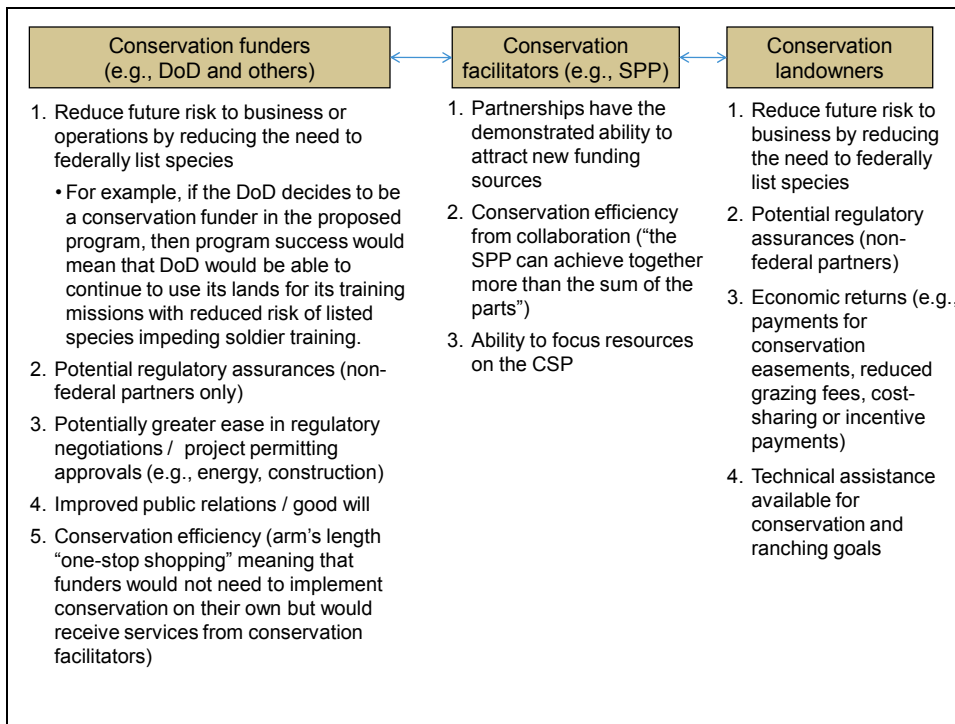 Conservation funders
(e.g., DoD and others)
1. Reduce future risk to business or
operations by reducing the need to
federally list species
• For example, if the DoD decides to be
a conservation funder in the proposed
program, then program success would
mean that DoD would be able to
continue to use its lands for its training
missions with reduced risk of listed
species impeding soldier training.
2. Potential regulatory assurances (non-
federal partners only)
3. Potentially greater ease in regulatory
negotiations / project permitting
approvals (e.g., energy, construction)
4. Improved public relations / good will
5. Conservation efficiency (arm’s length
“one-stop shopping” meaning that
funders would not need to implement
conservation on their own but would
receive services from conservation
facilitators)
Conservation
facilitators (e.g., SPP)
1. Partnerships have the
demonstrated ability to
attract new funding
sources
2. Conservation efficiency
from collaboration (“the
SPP can achieve together
more than the sum of the
parts”)
3. Ability to focus resources
on the CSP
Conservation
landowners
1. Reduce future risk to
business by reducing
the need to federally
list species
2. Potential regulatory
assurances (non-
federal partners)
3. Economic returns (e.g.,
payments for
conservation
easements, reduced
grazing fees, cost-
sharing or incentive
payments)
4. Technical assistance
available for
conservation and
ranching goals